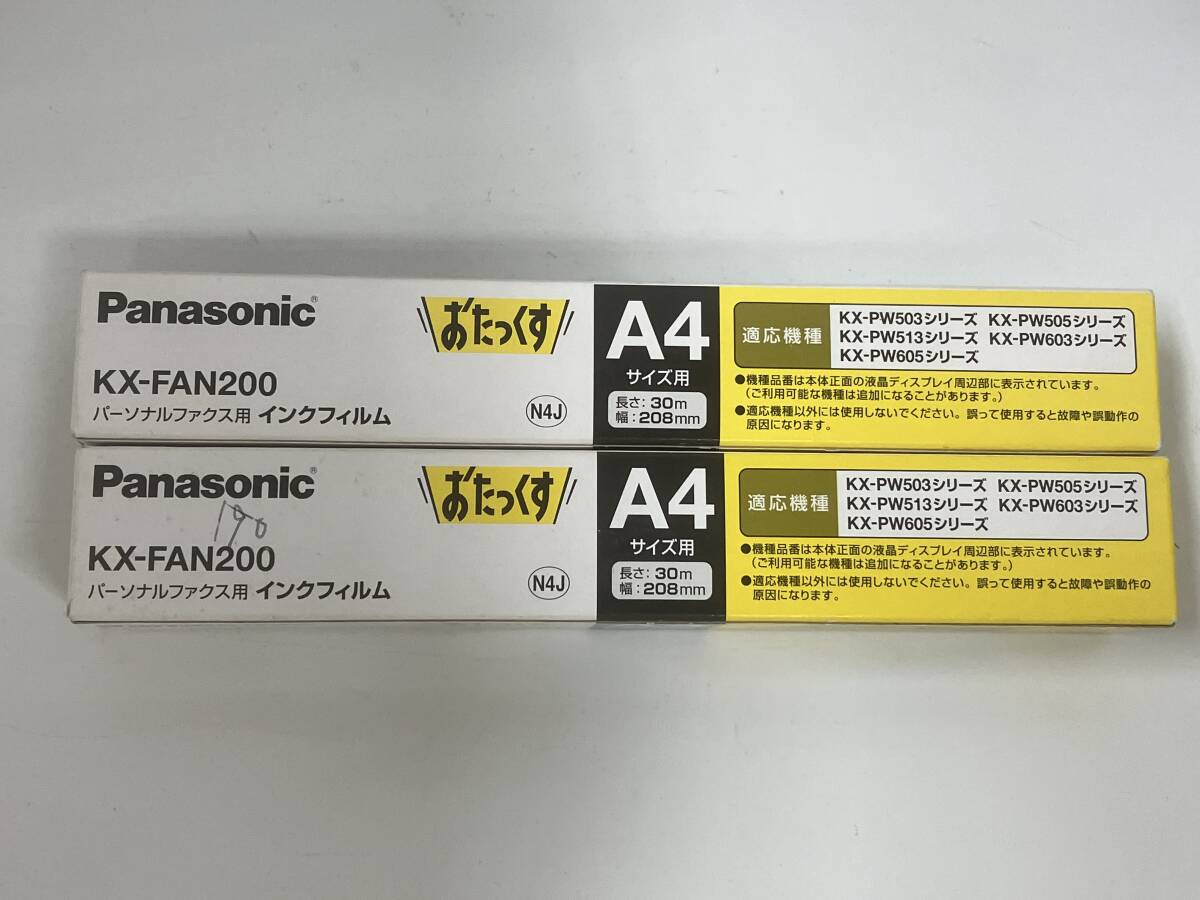 Panasonic®
おたっくす
KX-FAN200
パーソナルファクス用 インクフィルム
N4J
A4
サイズ用
長さ:30m
幅:208mm
適応機種
KX-PW503シリーズ KX-PW505シリーズ
KX-PW513シリーズ KX-PW603シリーズ
KX-PW605シリーズ
●機種品番は本体正面の液晶ディスプレイ周辺部に表示されています。
(ご利用可能な機種は追加になることがあります。)
●適応機種以外には使用しないでください。誤って使用すると故障や誤動作の
原因になります。
Panasonic®
190
おたっくす
KX-FAN200
パーソナルファクス用 インクフィルム
N4J
A4
サイズ用
長さ:30m
幅:208mm
適応機種
KX-PW503シリーズ KX-PW505シリーズ
KX-PW513シリーズ KX-PW603シリーズ
KX-PW605シリーズ
●機種品番は本体正面の液晶ディスプレイ周辺部に表示されています。
(ご利用可能な機種は追加になることがあります。)
●適応機種以外には使用しないでください。誤って使用すると故障や誤動作の
原因になります。